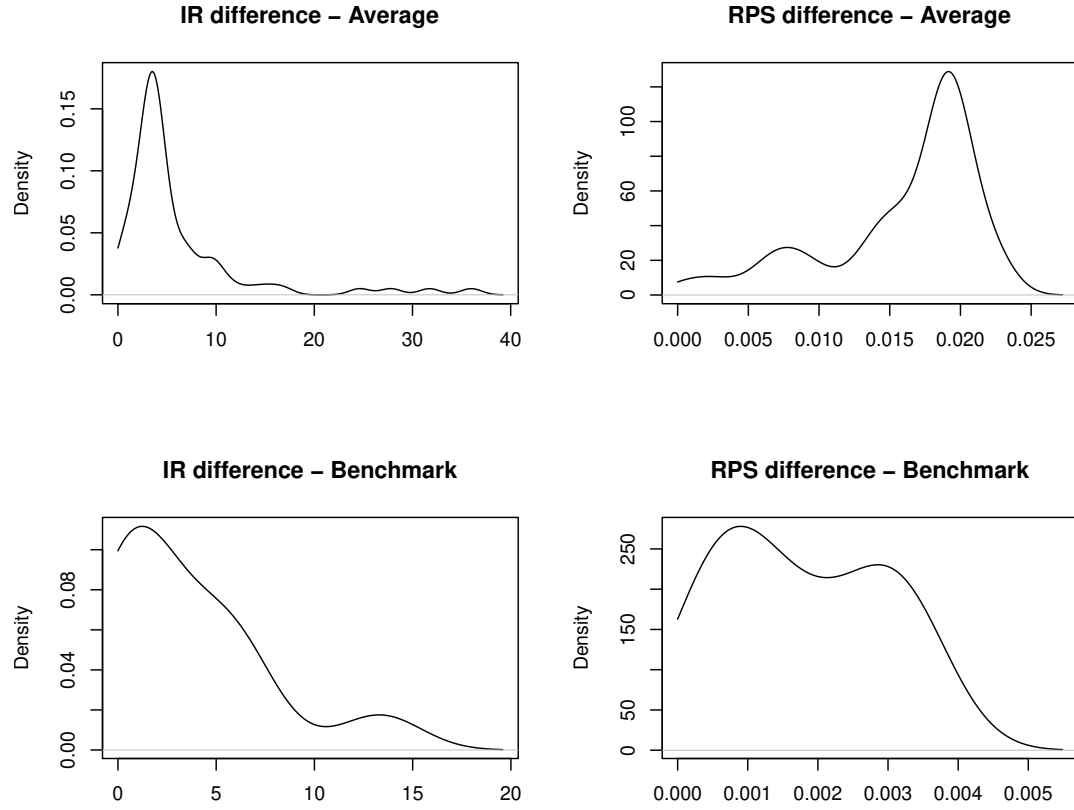 IR difference − Average
RPS difference − Average
Density
0.00 0.05 0.10 0.15
0 10 20 30 40
Density
0 20 60 100
0.000 0.005 0.010 0.015 0.020 0.025
IR difference − Benchmark
RPS difference − Benchmark
Density
0.00 0.04 0.08
0 5 10 15 20
Density
0 50 150 250
0.000 0.001 0.002 0.003 0.004 0.005